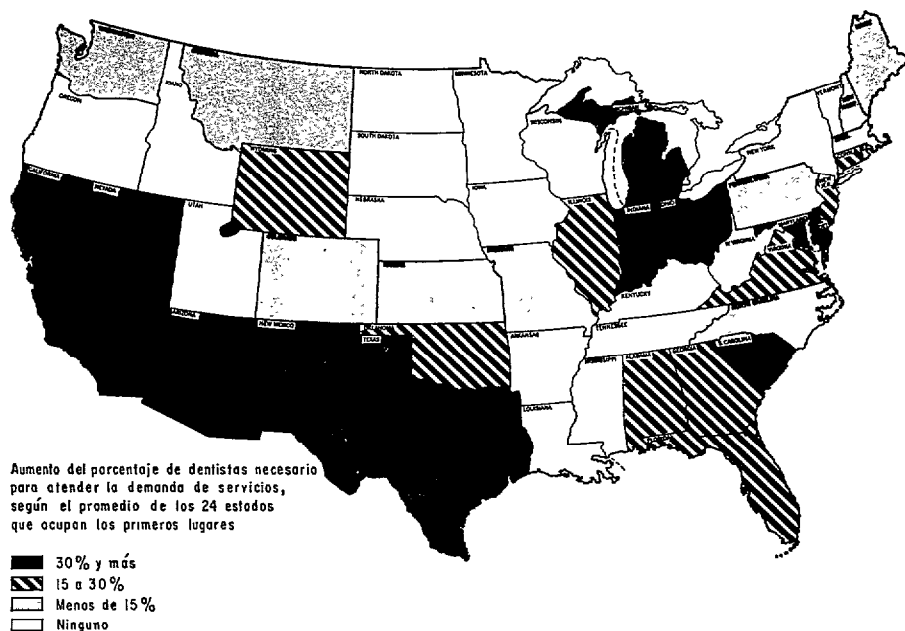 NORTH DAKOTA
MINNESOTA
IDAHO
OREGON
SOUTH DAKOTA
WISCONSIN
WYOMING
NEW YORK
IOWA
CALIFORNIA
NEVADA
UTAH
NEBRASKA
ILLINOIS
INDIANA
OHIO
VIRGINIA
KENTUCKY
ARIZONA
NEW MEXICO
OKLAHOMA
TEXAS
TENNESSEE
ARKANSAS
CAROLINA
MISSISSIPPI
ALABAMA
GEORGIA
LOUISIANA
Aumento del porcentaje de dentistas necesario
para atender la demanda de servicios,
según el promedio de los 24 estados
que ocupan los primeros lugares
30% y más
15 a 30%
Menos de 15%
Ninguno